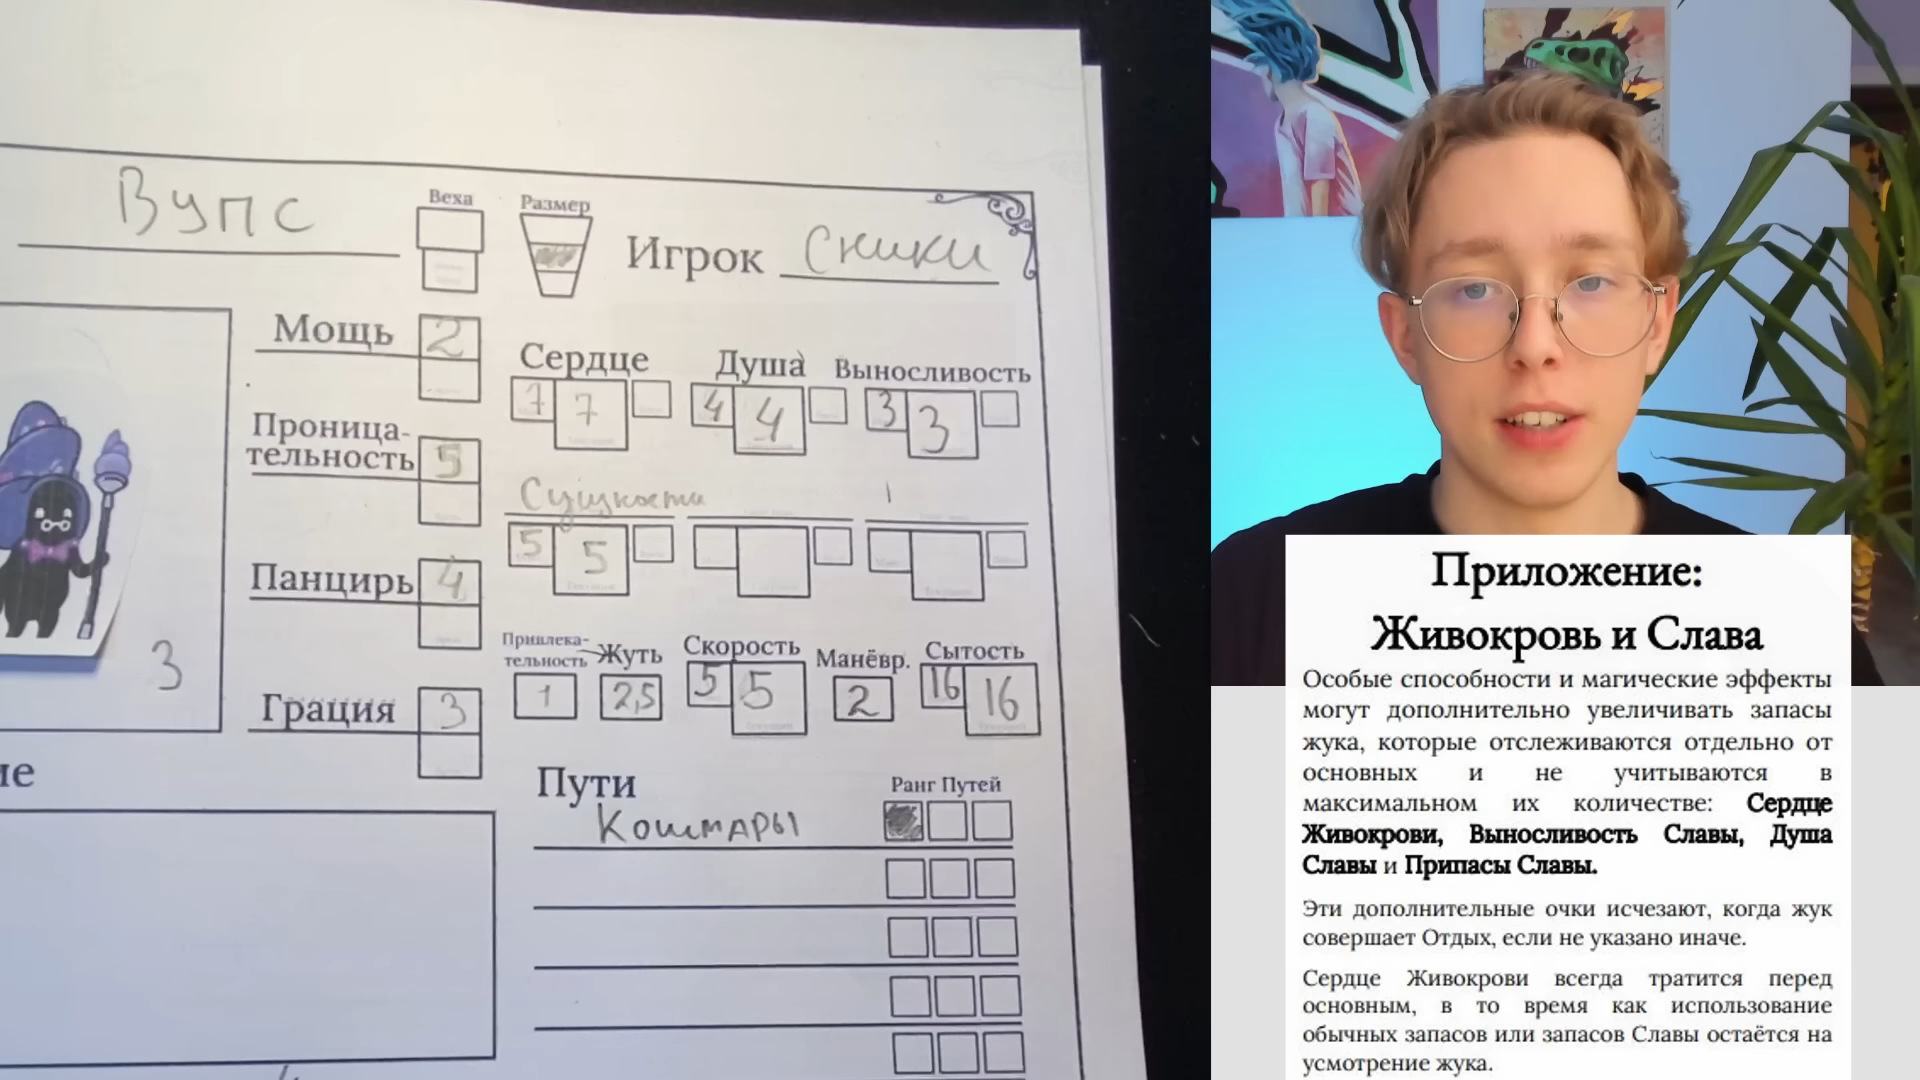 Вупс
Веха
Размер
Игрок Сники
Мощь 2
Сердце Душа Выносливость
7 7 4 4 3 3
Проница-
тельность 5
Сущности
5 5
Панцирь 4
3
Привлека-
тельность Жуть Скорость Манёвр. Сытость
1 2,5 5 5 2 16 16
Грация 3
ие
Пути Ранг Путей
Кошмары
Приложение:
Живокровь и Слава
Особые способности и магические эффекты
могут дополнительно увеличивать запасы
жука, которые отслеживаются отдельно от
основных и не учитываются в
максимальном их количестве: Сердце
Живокрови, Выносливость Славы, Душа
Славы и Припасы Славы.
Эти дополнительные очки исчезают, когда жук
совершает Отдых, если не указано иначе.
Сердце Живокрови всегда тратится перед
основным, в то время как использование
обычных запасов или запасов Славы остаётся на
усмотрение жука.